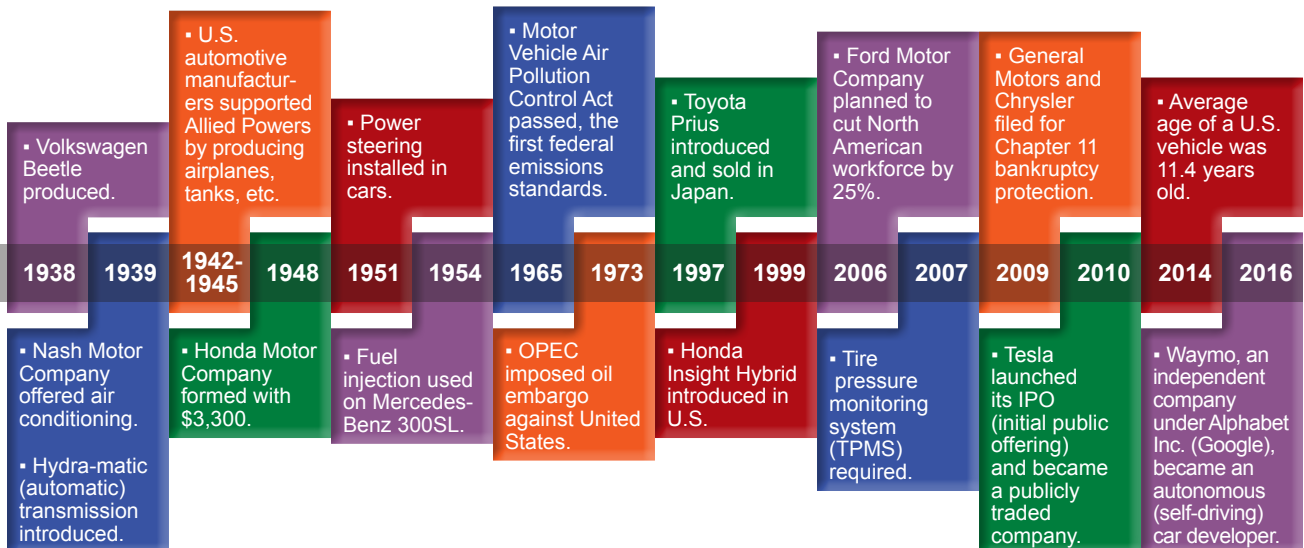 ▪ Volkswagen
Beetle
produced.
▪ U.S.
automotive
manufactur-
ers supported
Allied Powers
by producing
airplanes,
tanks, etc.
▪ Power
steering
installed in
cars.
▪ Motor
Vehicle Air
Pollution
Control Act
passed, the
first federal
emissions
standards.
▪ Toyota
Prius
introduced
and sold in
Japan.
▪ Ford Motor
Company
planned to
cut North
American
workforce by
25%.
▪ General
Motors and
Chrysler
filed for
Chapter 11
bankruptcy
protection.
▪ Average
age of a U.S.
vehicle was
11.4 years
old.
1938
1939
1942-
1945
1948
1951
1954
1965
1973
1997
1999
2006
2007
2009
2010
2014
2016
▪ Nash Motor
Company
offered air
conditioning.
▪ Hydra-matic
(automatic)
transmission
introduced.
▪ Honda Motor
Company
formed with
$3,300.
▪ Fuel
injection used
on Mercedes-
Benz 300SL.
▪ OPEC
imposed oil
embargo
against United
States.
▪ Honda
Insight Hybrid
introduced in
U.S.
▪ Tire
pressure
monitoring
system
(TPMS)
required.
▪ Tesla
launched
its IPO
(initial public
offering)
and became
a publicly
traded
company.
▪ Waymo, an
independent
company
under Alphabet
Inc. (Google),
became an
autonomous
(self-driving)
car developer.